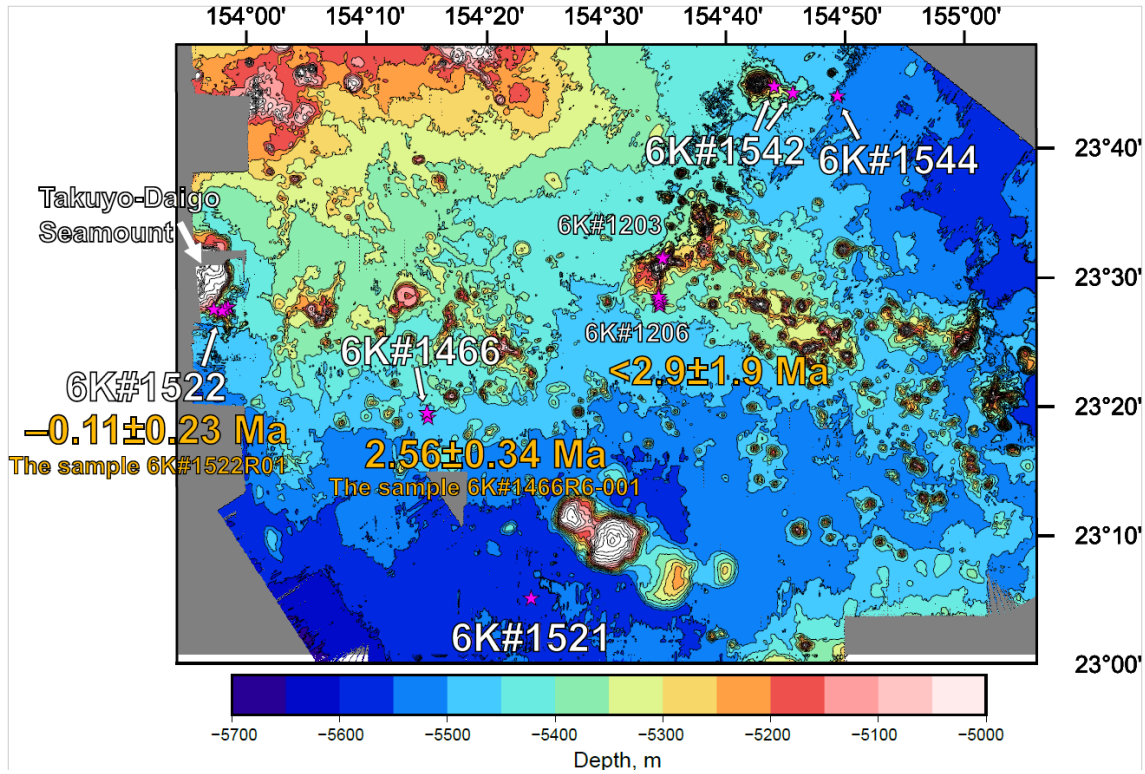 154°00' 154°10' 154°20' 154°30' 154°40' 154°50' 155°00'
6K#1542
6K#1544
23°40'
Takuyo-Daigo
Seamount
6K#1203
23°30'
6K#1206
6K#1466
6K#1522
<2.9±1.9 Ma
23°20'
–0.11±0.23 Ma
The sample 6K#1522R01
2.56±0.34 Ma
The sample 6K#1466R6-001
23°10'
6K#1521
23°00'
−5700 −5600 −5500 −5400 −5300 −5200 −5100 −5000
Depth, m